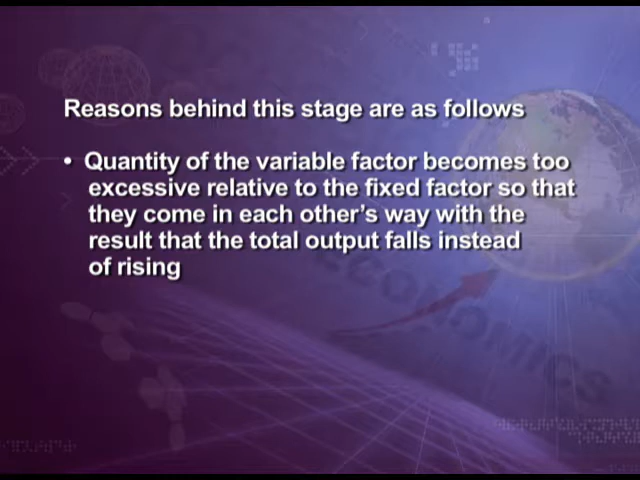 Reasons behind this stage are as follows
• Quantity of the variable factor becomes too
excessive relative to the fixed factor so that
they come in each other's way with the
result that the total output falls instead
of rising
ECONOMICS